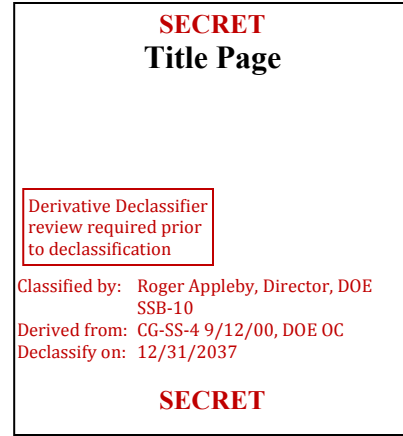 SECRET
Title Page
Derivative Declassifier
review required prior
to declassification
Classified by: Roger Appleby, Director, DOE
SSB-10
Derived from: CG-SS-4 9/12/00, DOE OC
Declassify on: 12/31/2037
SECRET